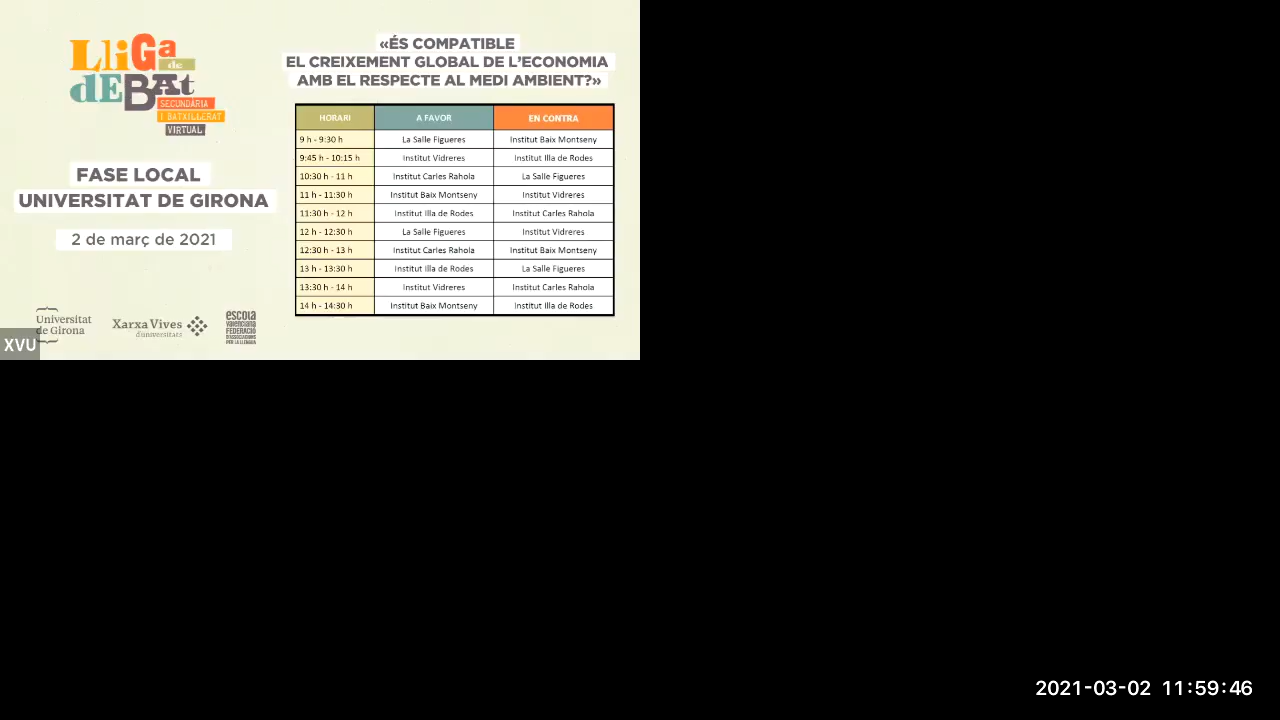 LLiGa
de
dEBAt
SECUNDÀRIA
I BATXILLERAT
VIRTUAL
FASE LOCAL
UNIVERSITAT DE GIRONA
2 de març de 2021
Universitat
de Girona
Xarxa Vives
d'universitats
escola
valenciana
FEDERACIÓ
D'ASSOCIACIONS
PER LA LLENGUA
XVU
«ÉS COMPATIBLE
EL CREIXEMENT GLOBAL DE L'ECONOMIA
AMB EL RESPECTE AL MEDI AMBIENT?»
HORARI A FAVOR EN CONTRA
9 h - 9:30 h La Salle Figueres Institut Baix Montseny
9:45 h - 10:15 h Institut Vidreres Institut Illa de Rodes
10:30 h - 11 h Institut Carles Rahola La Salle Figueres
11 h - 11:30 h Institut Baix Montseny Institut Vidreres
11:30 h - 12 h Institut Illa de Rodes Institut Carles Rahola
12 h - 12:30 h La Salle Figueres Institut Vidreres
12:30 h - 13 h Institut Carles Rahola Institut Baix Montseny
13 h - 13:30 h Institut Illa de Rodes La Salle Figueres
13:30 h - 14 h Institut Vidreres Institut Carles Rahola
14 h - 14:30 h Institut Baix Montseny Institut Illa de Rodes
2021-03-02 11:59:46